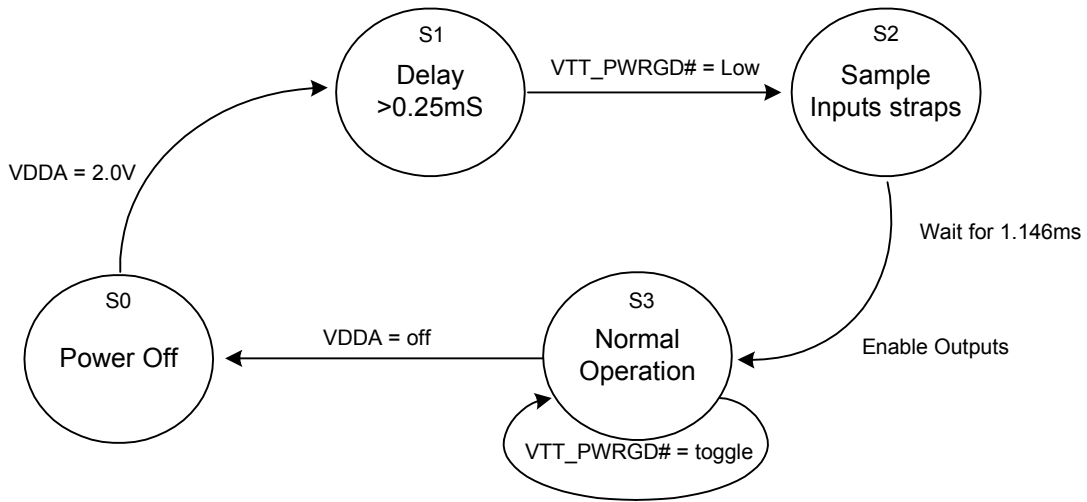 S1
Delay
>0.25mS
VTT_PWRGD# = Low
S2
Sample
Inputs straps
VDDA = 2.0V
Wait for 1.146ms
S0
Power Off
VDDA = off
S3
Normal
Operation
Enable Outputs
VTT_PWRGD# = toggle